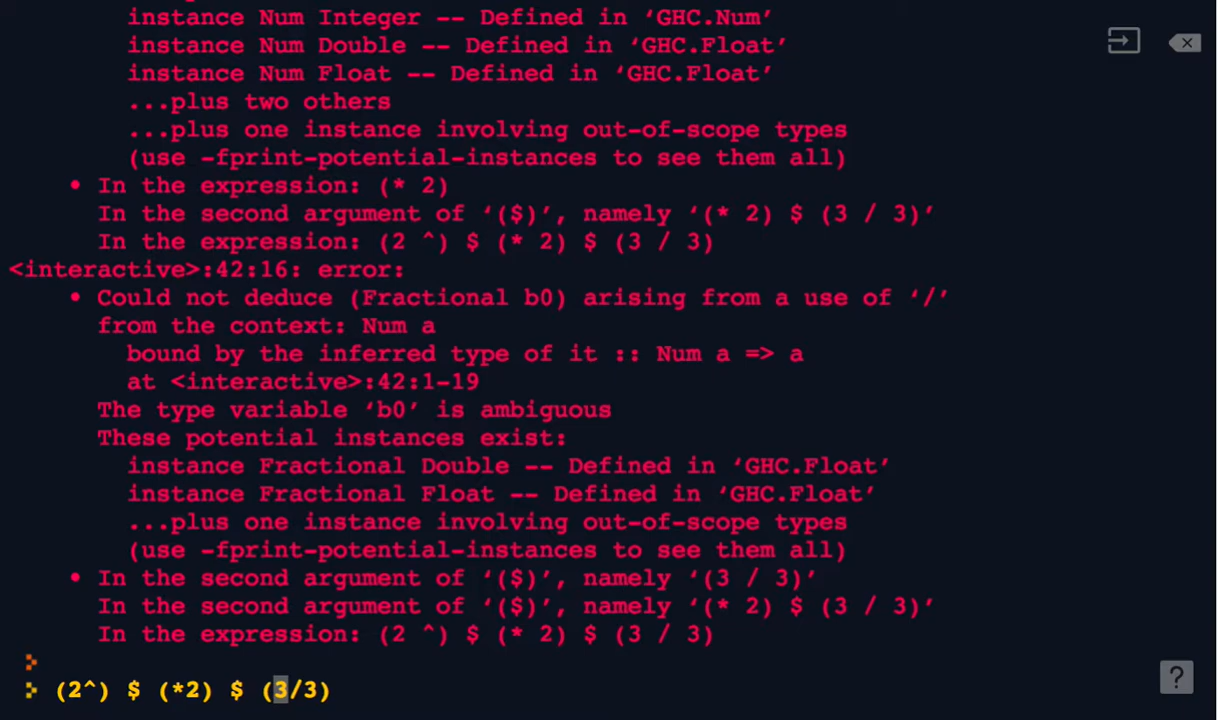 instance Num Integer -- Defined in ‘GHC.Num’
instance Num Double -- Defined in ‘GHC.Float’
instance Num Float -- Defined in ‘GHC.Float’
...plus two others
...plus one instance involving out-of-scope types
(use -fprint-potential-instances to see them all)
• In the expression: (* 2)
In the second argument of ‘($)’, namely ‘(* 2) $ (3 / 3)’
In the expression: (2 ^) $ (* 2) $ (3 / 3)
<interactive>:42:16: error:
• Could not deduce (Fractional b0) arising from a use of ‘/’
from the context: Num a
bound by the inferred type of it :: Num a => a
at <interactive>:42:1-19
The type variable ‘b0’ is ambiguous
These potential instances exist:
instance Fractional Double -- Defined in ‘GHC.Float’
instance Fractional Float -- Defined in ‘GHC.Float’
...plus one instance involving out-of-scope types
(use -fprint-potential-instances to see them all)
• In the second argument of ‘($)’, namely ‘(3 / 3)’
In the second argument of ‘($)’, namely ‘(* 2) $ (3 / 3)’
In the expression: (2 ^) $ (* 2) $ (3 / 3)
(2^) $ (*2) $ (3/3)
?